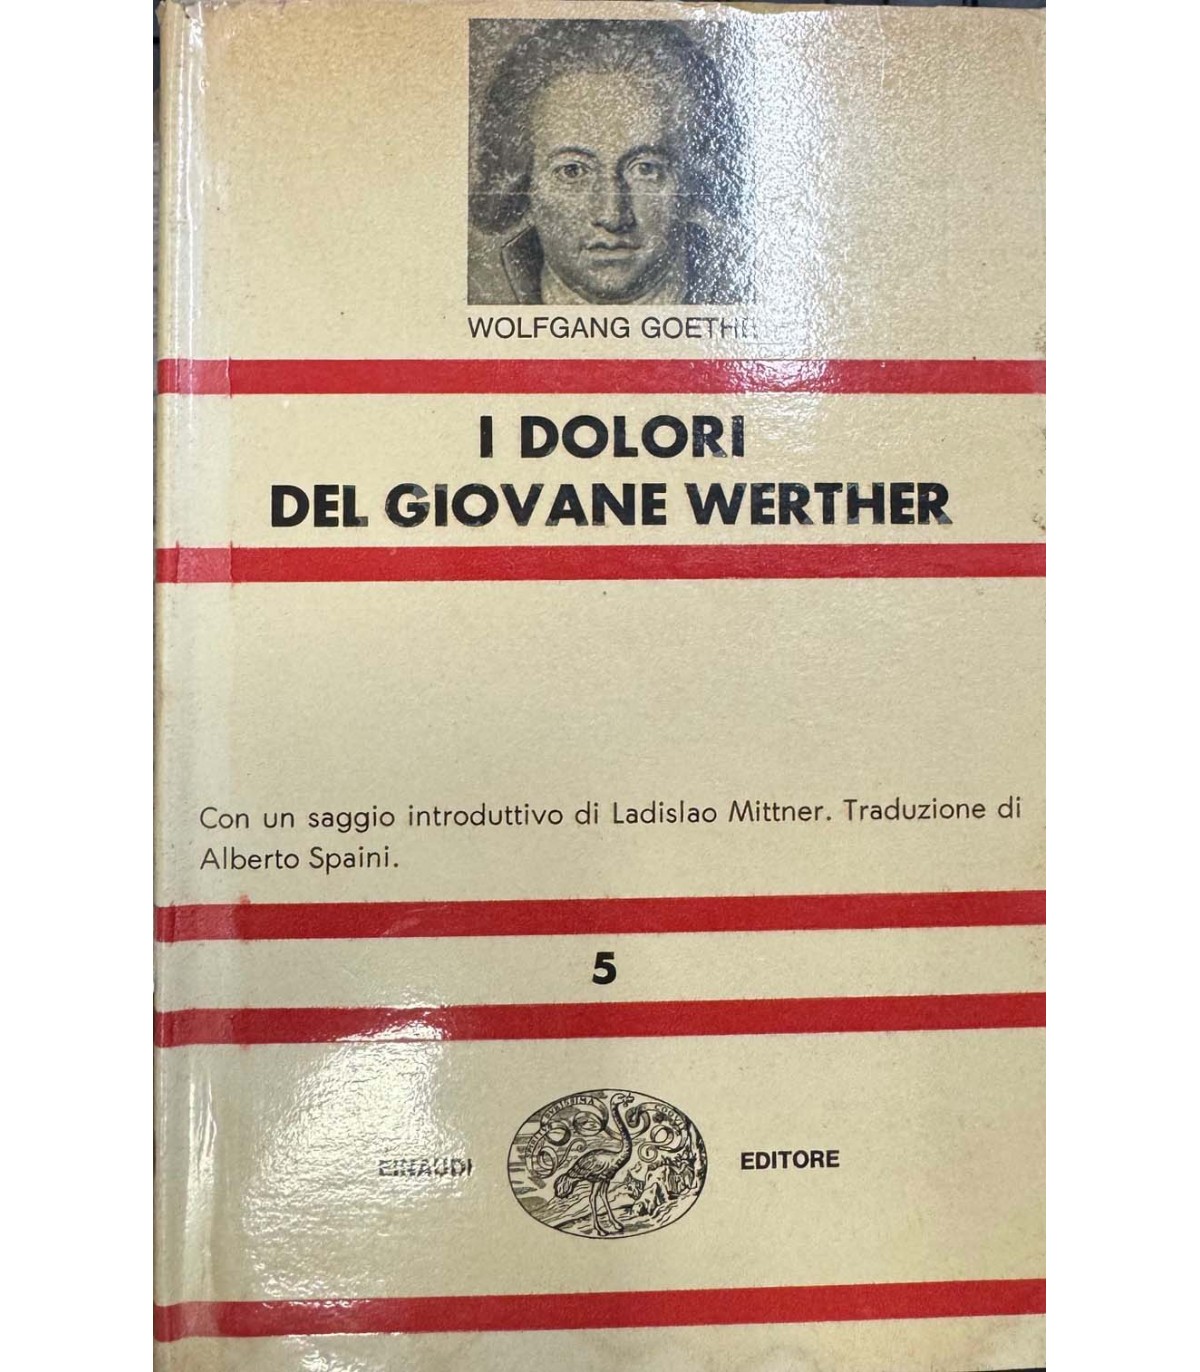 WOLFGANG GOETHE
I DOLORI
DEL GIOVANE WERTHER
Con un saggio introduttivo di Ladislao Mittner. Traduzione di
Alberto Spaini.
5
EINAUDI
EDITORE